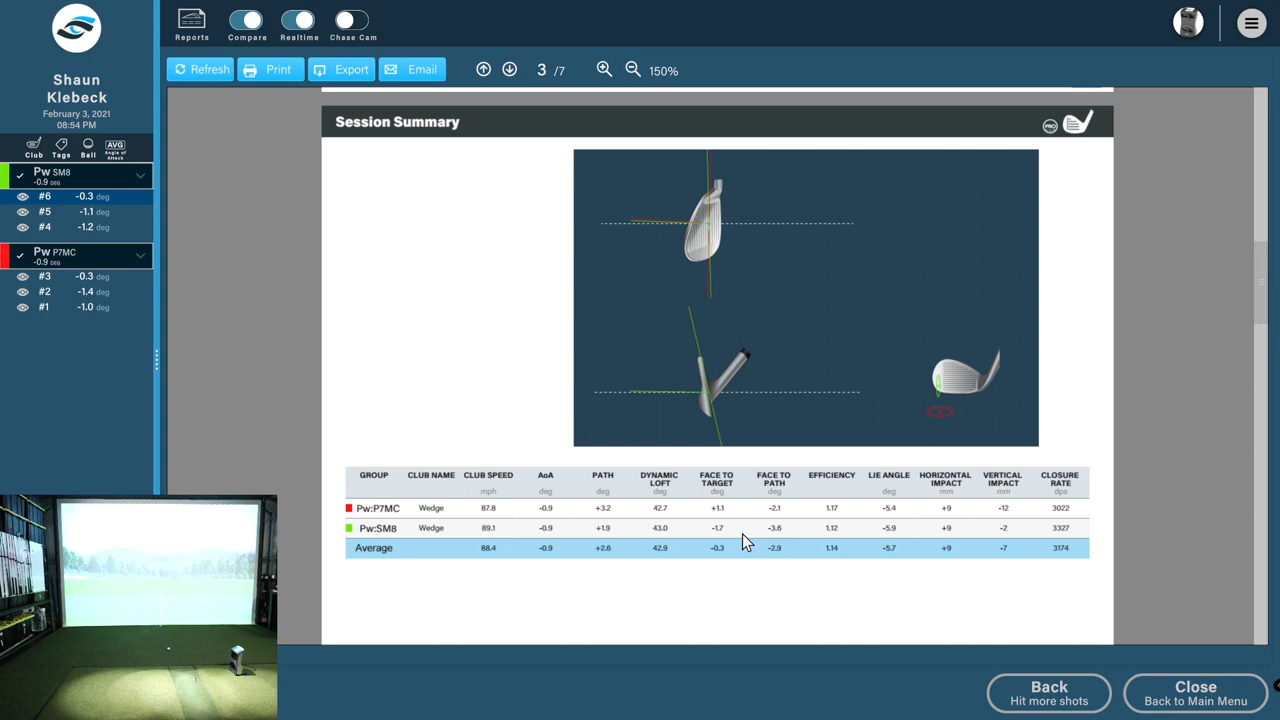 Reports
Compare
Realtime
Chase Cam
Shaun
Klebeck
February 3, 2021
08:54 PM
Club
Tags
Ball
AVG
Angle of
Attack
Pw SM8
-0.9 DEG
#6 -0.3 deg
#5 -1.1 deg
#4 -1.2 deg
Pw P7MC
-0.9 DEG
#3 -0.3 deg
#2 -1.4 deg
#1 -1.0 deg
Refresh
Print
Export
Email
3 /7
150%
Session Summary
PRO
GROUP CLUB NAME CLUB SPEED AoA PATH DYNAMIC LOFT FACE TO TARGET FACE TO PATH EFFICIENCY LIE ANGLE HORIZONTAL IMPACT VERTICAL IMPACT CLOSURE RATE
mph deg deg deg deg deg deg mm mm dps
Pw:P7MC Wedge 87.8 -0.9 +3.2 42.7 +1.1 -2.1 1.17 -5.4 +9 -12 3022
Pw:SM8 Wedge 89.1 -0.9 +1.9 43.0 -1.7 -3.6 1.12 -5.9 +9 -2 3327
Average 88.4 -0.9 +2.6 42.9 -0.3 -2.9 1.14 -5.7 +9 -7 3174
Back
Hit more shots
Close
Back to Main Menu